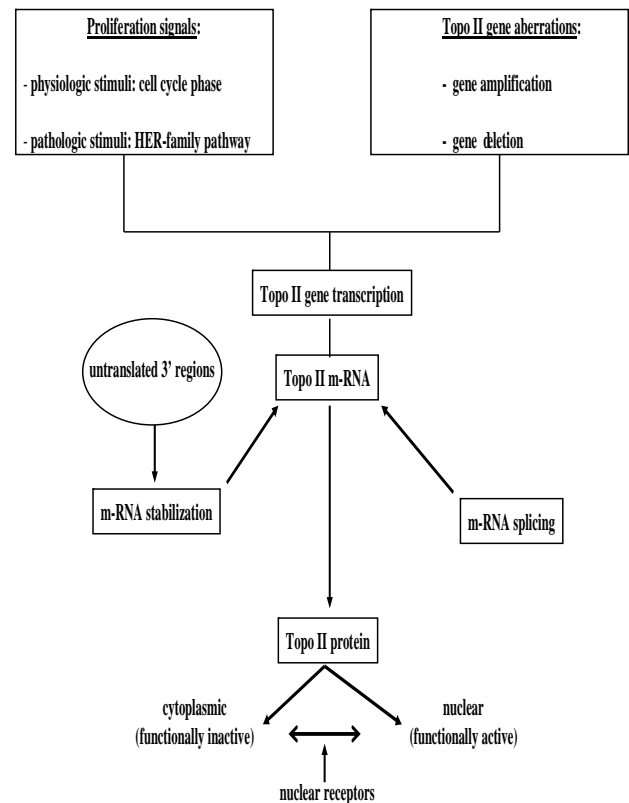 Proliferation signals:
- physiologic stimuli: cell cycle phase
- pathologic stimuli: HER-family pathway
Topo II gene aberrations:
- gene amplification
- gene deletion
Topo II gene transcription
untranslated 3’ regions
Topo II m-RNA
m-RNA stabilization
m-RNA splicing
Topo II protein
cytoplasmic
(functionally inactive)
nuclear
(functionally active)
nuclear receptors